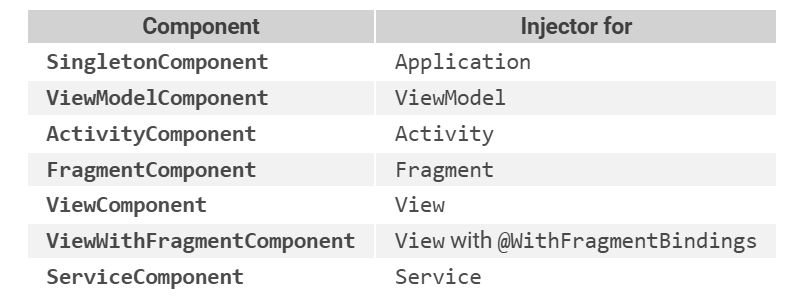 Component Injector for
SingletonComponent Application
ViewModelComponent ViewModel
ActivityComponent Activity
FragmentComponent Fragment
ViewComponent View
ViewWithFragmentComponent View with @WithFragmentBindings
ServiceComponent Service